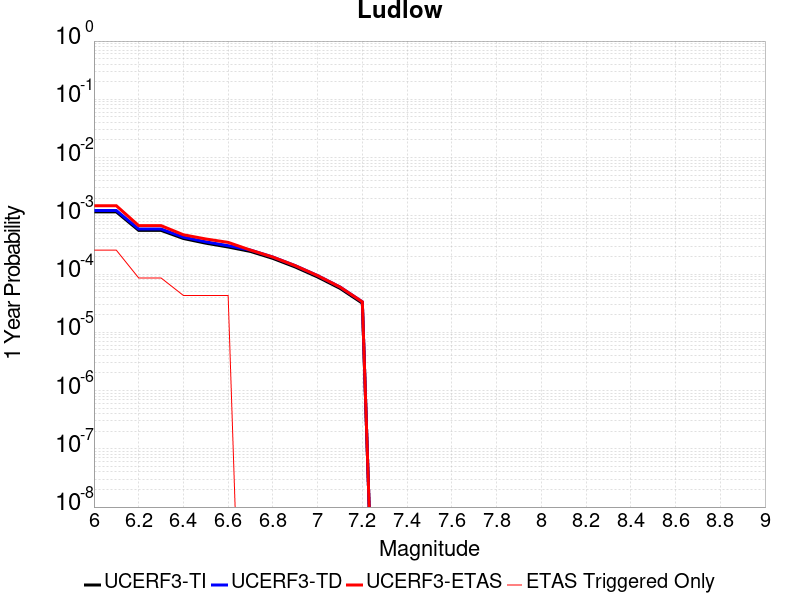 Ludlow
10^0
10^-1
10^-2
10^-3
10^-4
10^-5
10^-6
10^-7
10^-8
1 Year Probability
6 6.2 6.4 6.6 6.8 7 7.2 7.4 7.6 7.8 8 8.2 8.4 8.6 8.8 9
Magnitude
UCERF3-TI UCERF3-TD UCERF3-ETAS ETAS Triggered Only